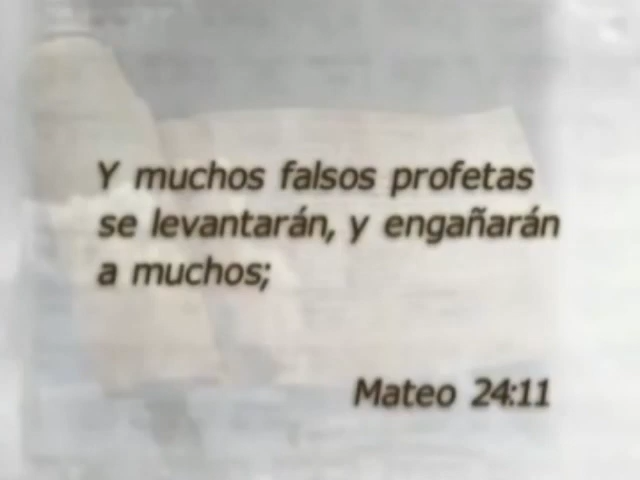 Y muchos falsos profetas
se levantarán, y engañarán
a muchos;
Mateo 24:11